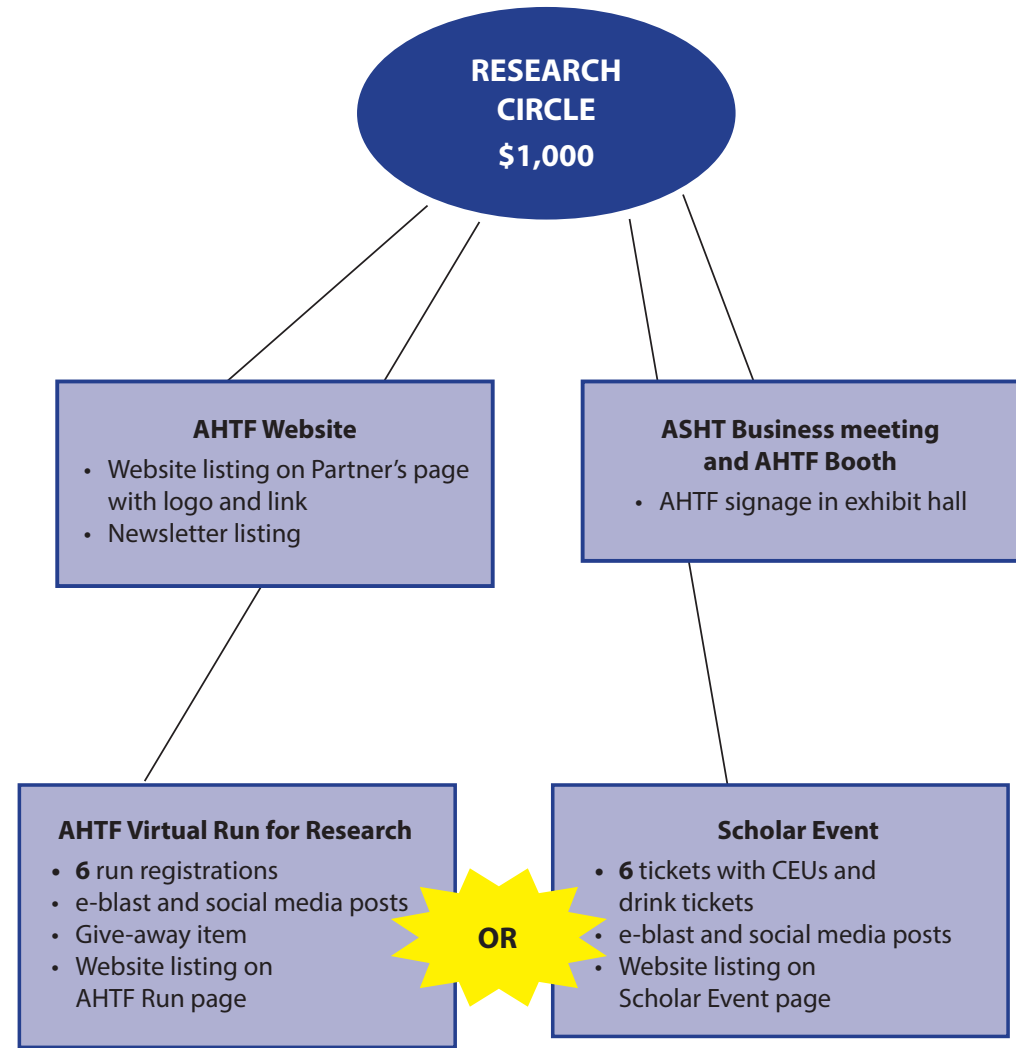 RESEARCH
CIRCLE
$1,000
AHTF Website
• Website listing on Partner's page
with logo and link
• Newsletter listing
ASHT Business meeting
and AHTF Booth
• AHTF signage in exhibit hall
AHTF Virtual Run for Research
• 6 run registrations
• e-blast and social media posts
• Give-away item
• Website listing on
AHTF Run page
OR
Scholar Event
• 6 tickets with CEUs and
drink tickets
• e-blast and social media posts
• Website listing on
Scholar Event page